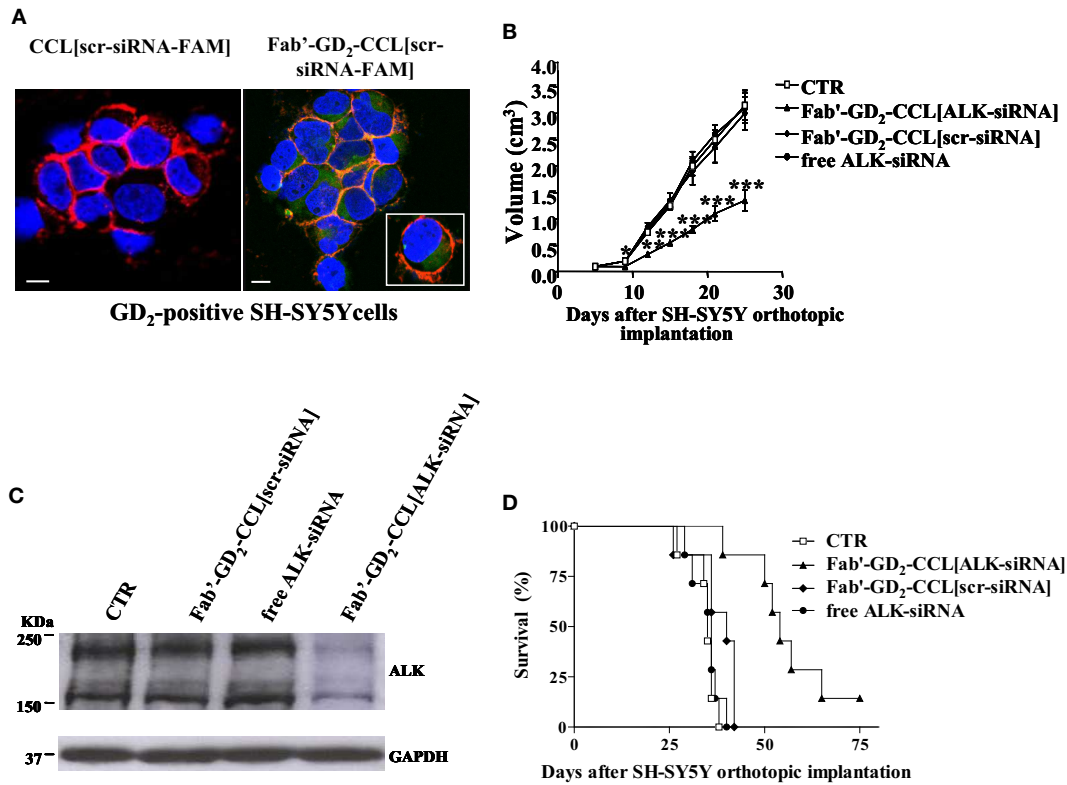 A
CCL[scr-siRNA-FAM]
Fab'-GD2-CCL[scr-
siRNA-FAM]
GD2-positive SH-SY5Ycells
B
4.0
3.5
3.0
2.5
2.0
1.5
1.0
0.5
0.0
Volume (cm3)
0
10
20
30
Days after SH-SY5Y orthotopic
implantation
CTR
Fab'-GD2-CCL[ALK-siRNA]
Fab'-GD2-CCL[scr-siRNA]
free ALK-siRNA
*
***
***
***
***
***
C
CTR
Fab'-GD2-CCL[scr-siRNA]
free ALK-siRNA
Fab'-GD2-CCL[ALK-siRNA]
KDa
250
150
37
ALK
GAPDH
D
100
75
50
25
0
Survival (%)
0
25
50
75
Days after SH-SY5Y orthotopic implantation
CTR
Fab'-GD2-CCL[ALK-siRNA]
Fab'-GD2-CCL[scr-siRNA]
free ALK-siRNA